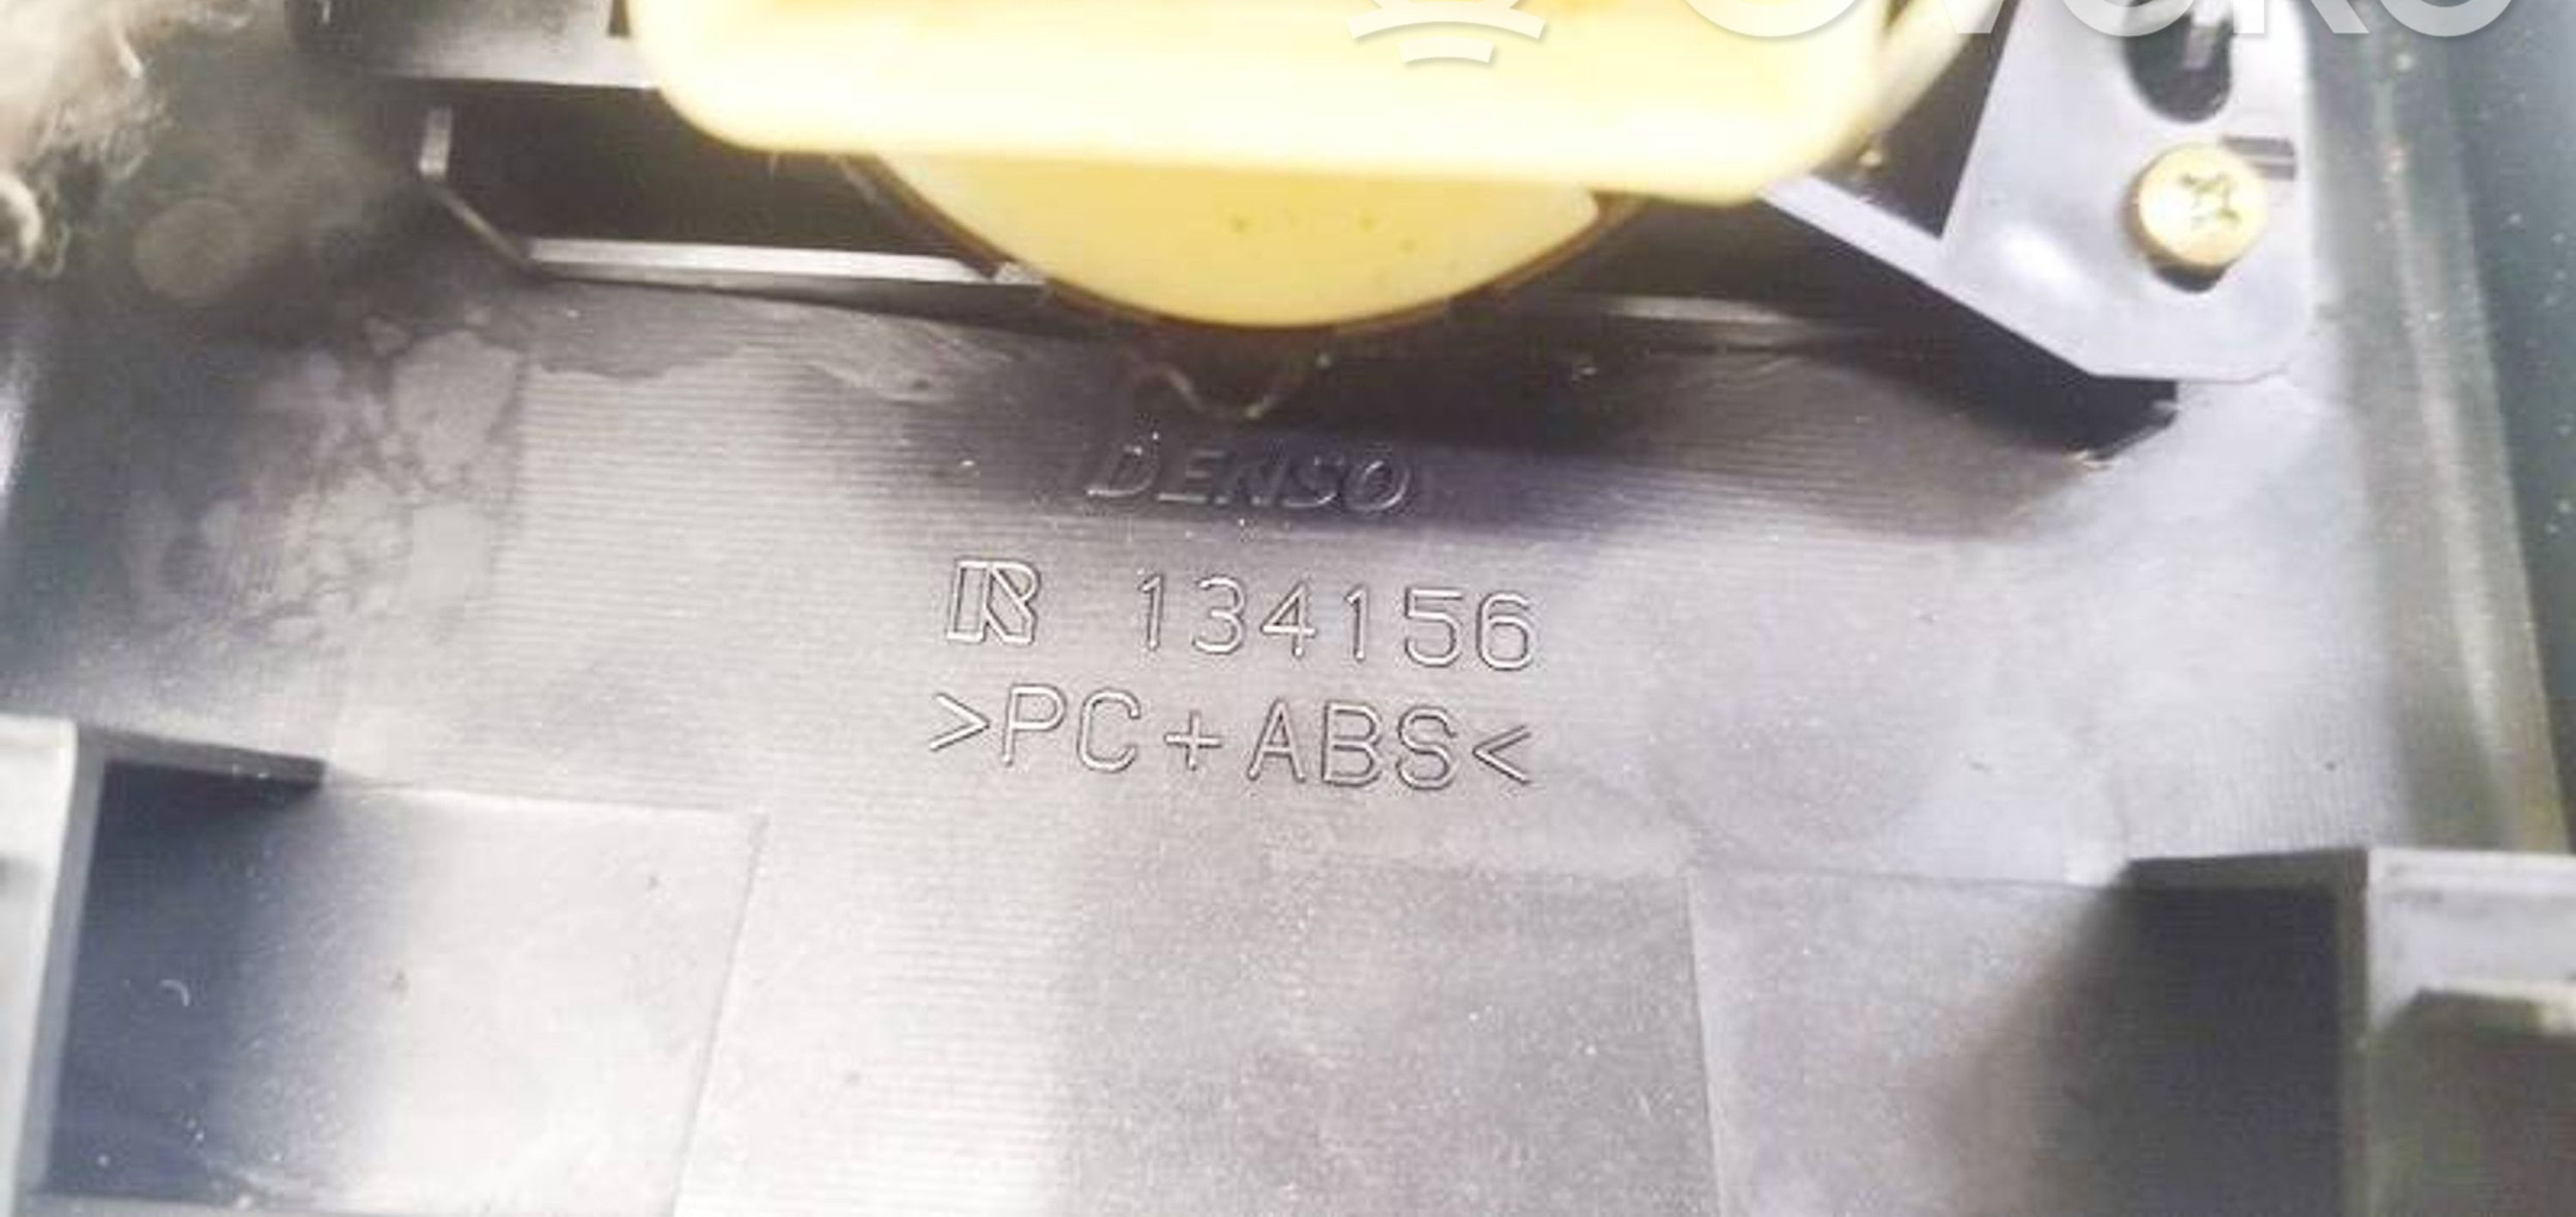 DENSO
R 134156
>PC+ABS<